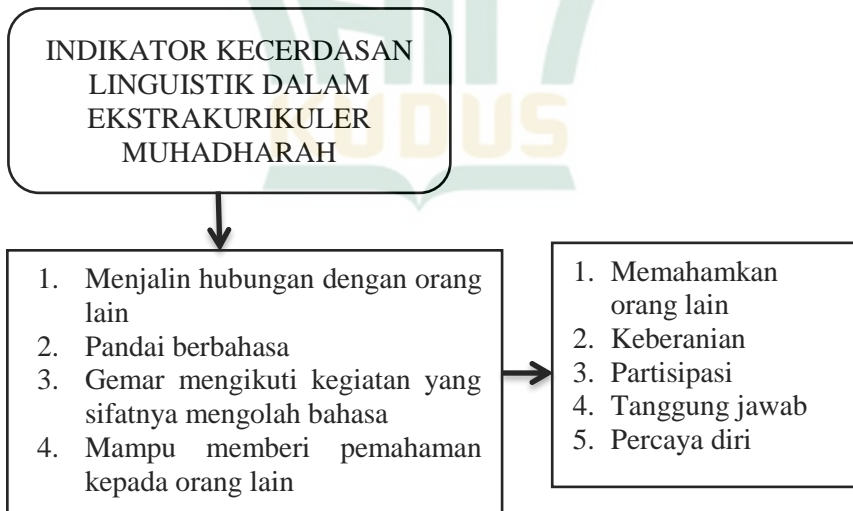 INDIKATOR KECERDASAN
LINGUISTIK DALAM
EKSTRAKURIKULER
MUHADHARAH
KUDUS
1. Menjalin hubungan dengan orang
lain
2. Pandai berbahasa
3. Gemar mengikuti kegiatan yang
sifatnya mengolah bahasa
4. Mampu memberi pemahaman
kepada orang lain
1. Memahamkan
orang lain
2. Keberanian
3. Partisipasi
4. Tanggung jawab
5. Percaya diri